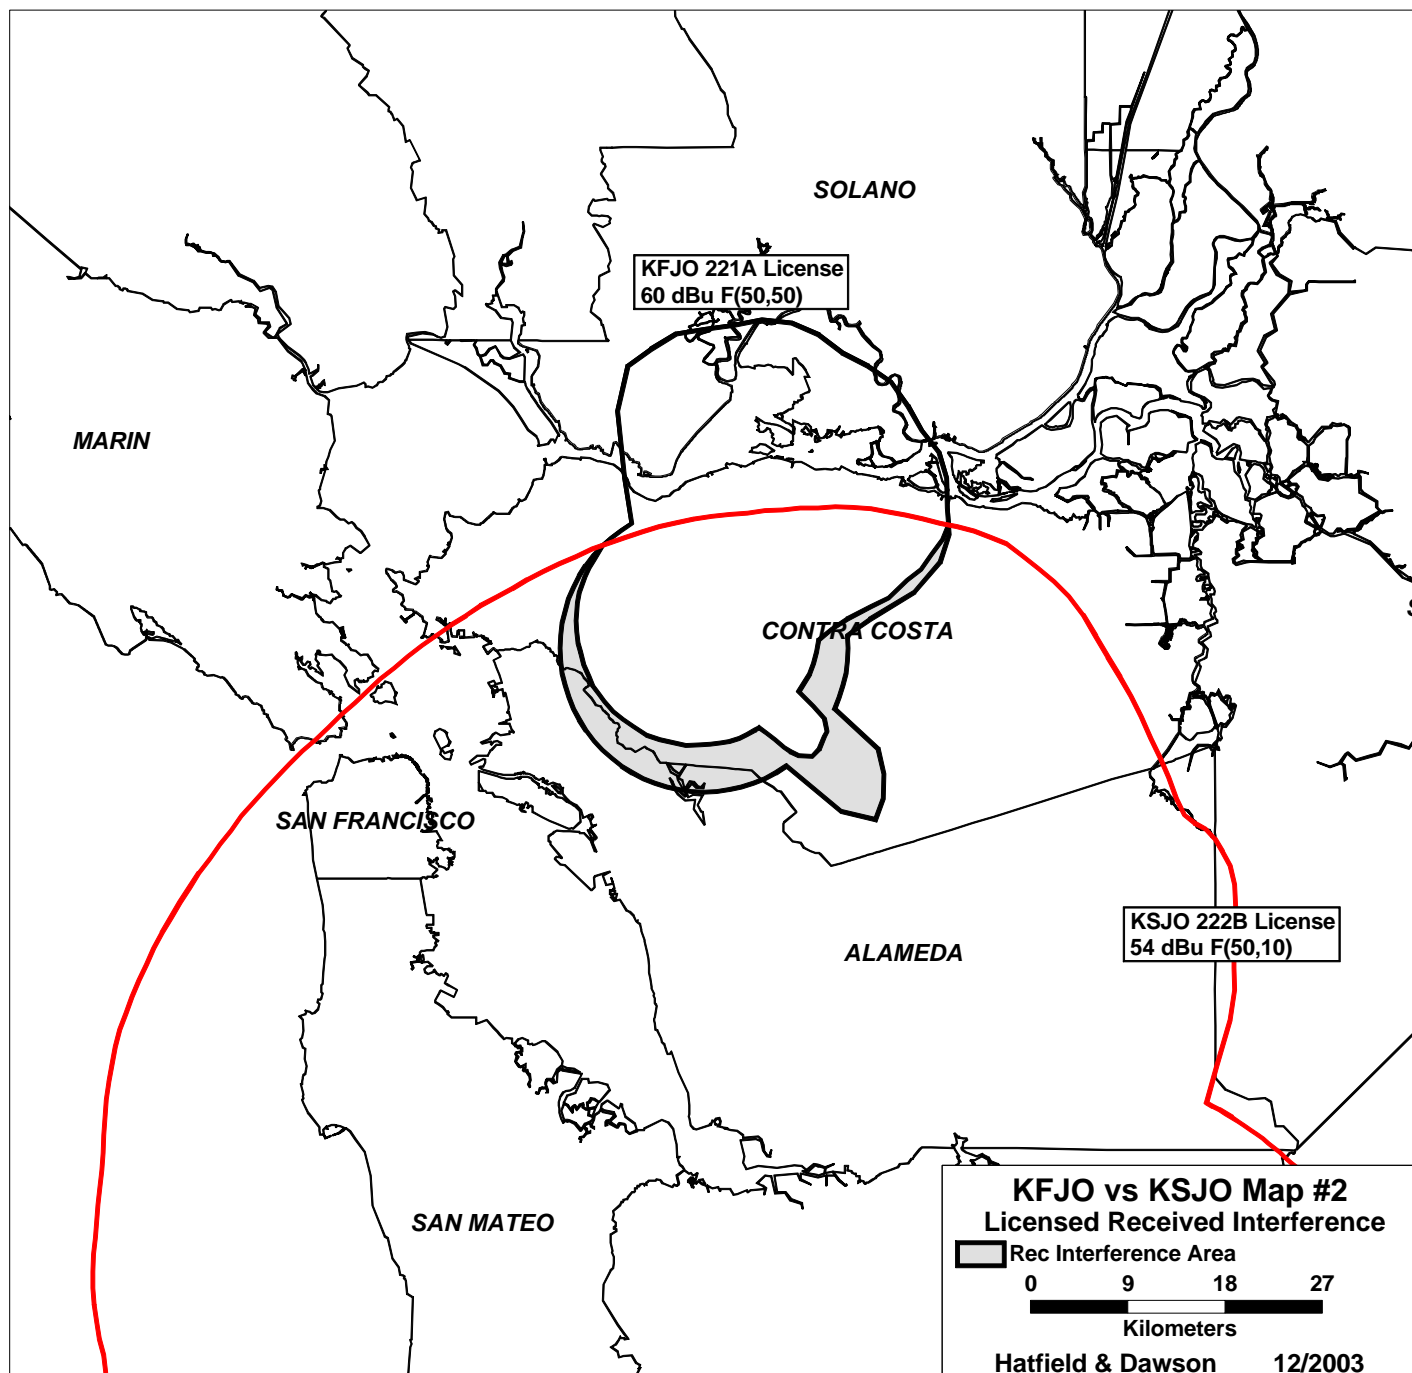 SOLANO
KFJO 221A License
60 dBu F(50,50)
MARIN
CONTRA COSTA
SAN FRANCISCO
KSJO 222B License
54 dBu F(50,10)
ALAMEDA
SAN MATEO
KFJO vs KSJO Map #2
Licensed Received Interference
Rec Interference Area
0 9 18 27
Kilometers
Hatfield & Dawson 12/2003